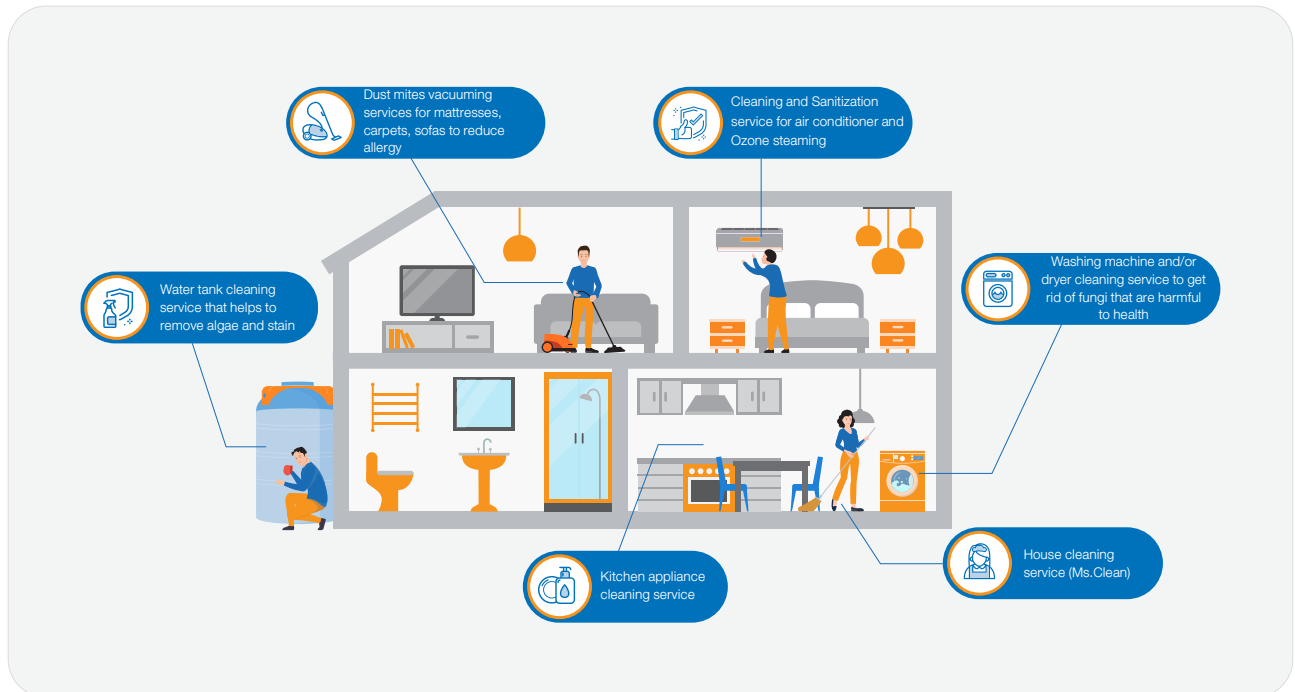 Dust mites vacuuming
services for mattresses,
carpets, sofas to reduce
allergy
Cleaning and Sanitization
service for air conditioner and
Ozone steaming
Water tank cleaning
service that helps to
remove algae and stain
Washing machine and/or
dryer cleaning service to get
rid of fungi that are harmful
to health
Kitchen appliance
cleaning service
House cleaning
service (Ms.Clean)